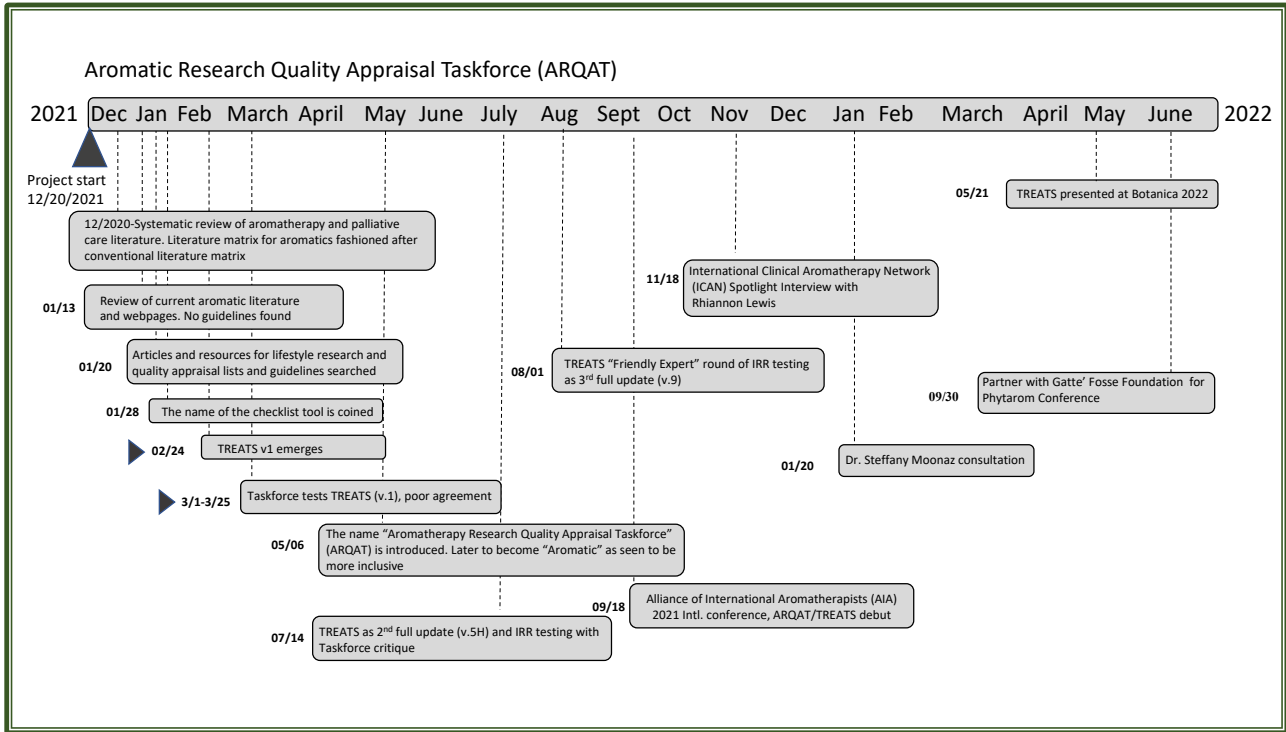 Aromatic Research Quality Appraisal Taskforce (ARQAT)
2021 Dec Jan Feb March April May June July Aug Sept Oct Nov Dec Jan Feb March April May June 2022
Project start
12/20/2021
05/21 TREATS presented at Botanica 2022
12/2020-Systematic review of aromatherapy and palliative
care literature. Literature matrix for aromatics fashioned after
conventional literature matrix
11/18 International Clinical Aromatherapy Network
(ICAN) Spotlight Interview with
Rhiannon Lewis
01/13 Review of current aromatic literature
and webpages. No guidelines found
01/20 Articles and resources for lifestyle research and
quality appraisal lists and guidelines searched
08/01 TREATS “Friendly Expert” round of IRR testing
as 3rd full update (v.9)
09/30 Partner with Gatte’ Fosse Foundation for
Phytarom Conference
01/28 The name of the checklist tool is coined
02/24 TREATS v1 emerges
01/20 Dr. Steffany Moonaz consultation
3/1-3/25 Taskforce tests TREATS (v.1), poor agreement
05/06 The name “Aromatherapy Research Quality Appraisal Taskforce”
(ARQAT) is introduced. Later to become “Aromatic” as seen to be
more inclusive
09/18 Alliance of International Aromatherapists (AIA)
2021 Intl. conference, ARQAT/TREATS debut
07/14 TREATS as 2nd full update (v.5H) and IRR testing with
Taskforce critique